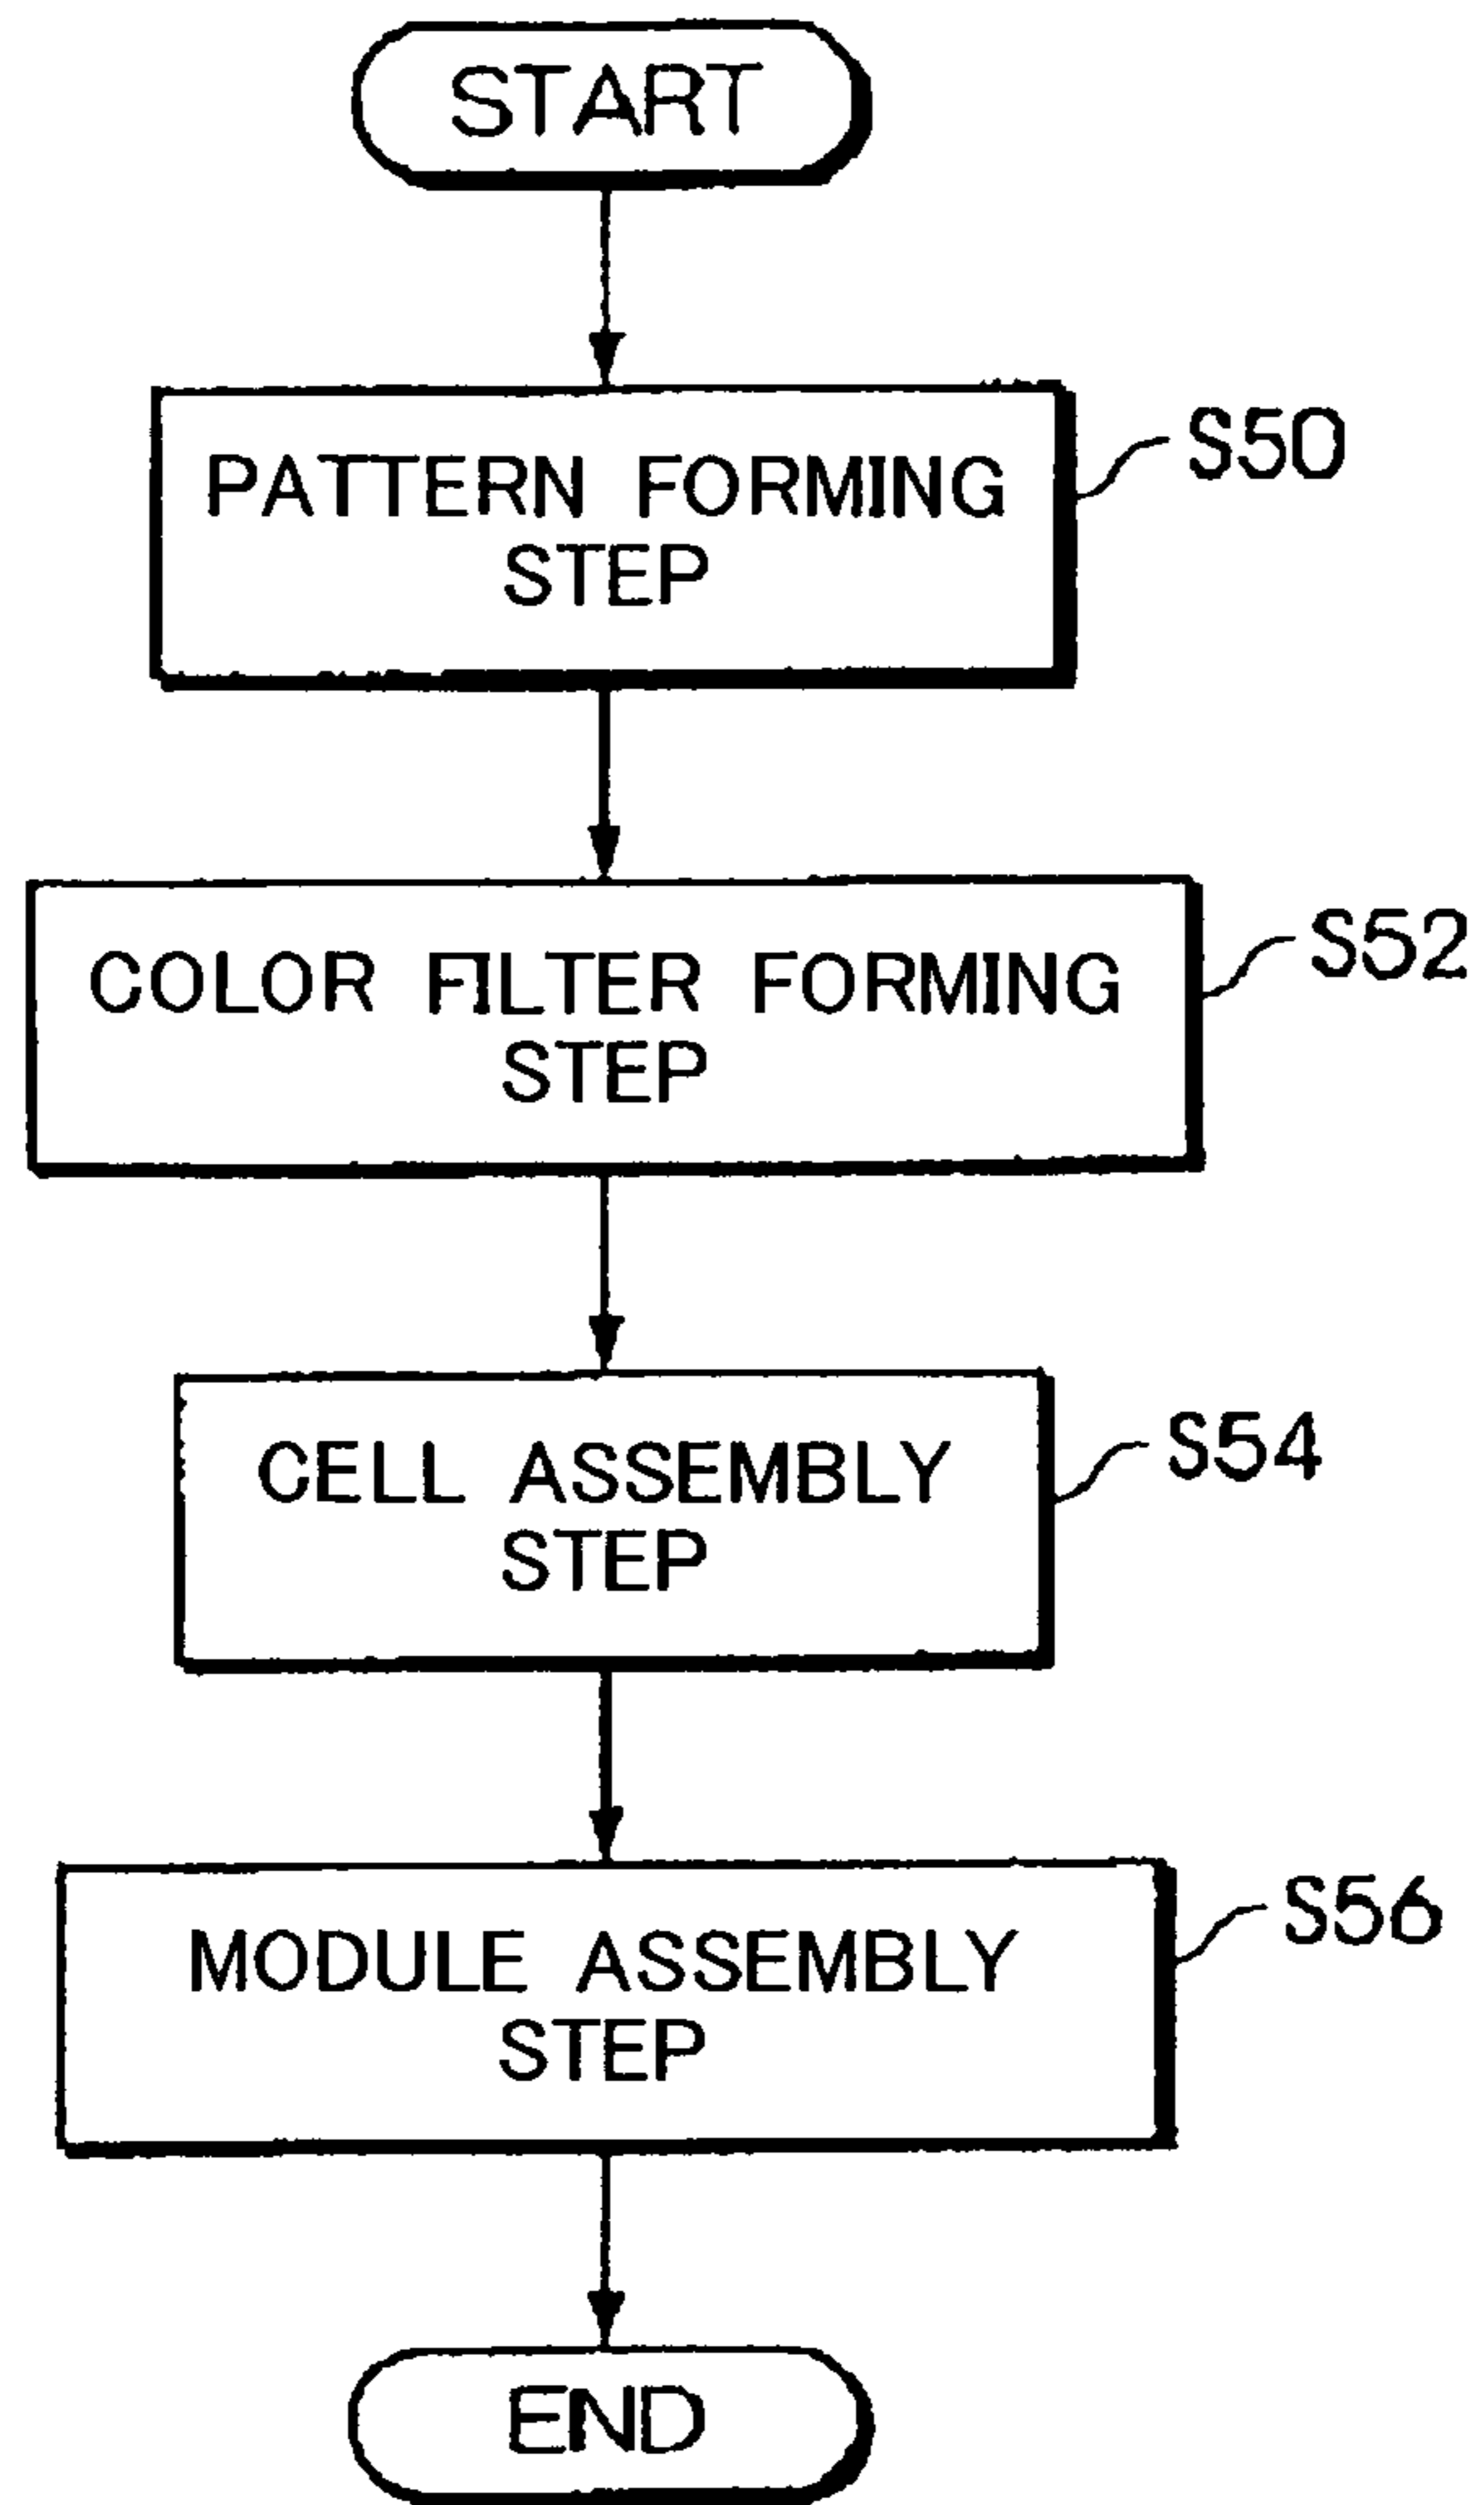 START
PATTERN FORMING
STEP
S50
COLOR FILTER FORMING
STEP
S52
CELL ASSEMBLY
STEP
S54
MODULE ASSEMBLY
STEP
S56
END